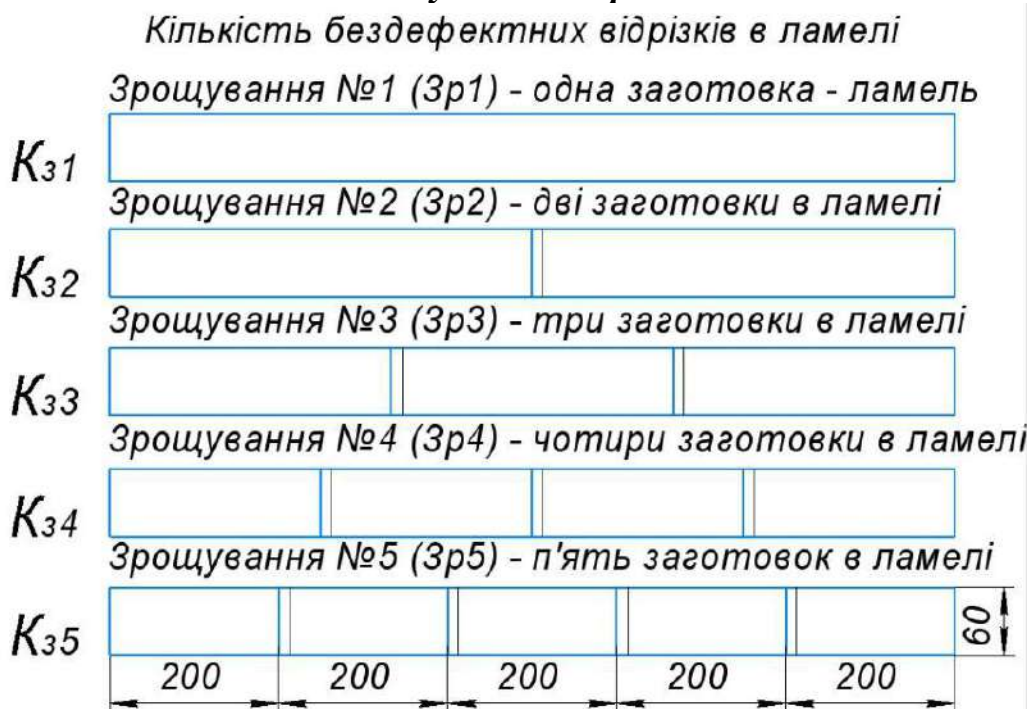 Кількість бездефектних відрізків в ламелі
Зрощування №1 (Зр1) - одна заготовка - ламель
Кз1
Зрощування №2 (Зр2) - дві заготовки в ламелі
Кз2
Зрощування №3 (Зр3) - три заготовки в ламелі
Кз3
Зрощування №4 (Зр4) - чотири заготовки в ламелі
Кз4
Зрощування №5 (Зр5) - п'ять заготовок в ламелі
Кз5
60
200 200 200 200 200